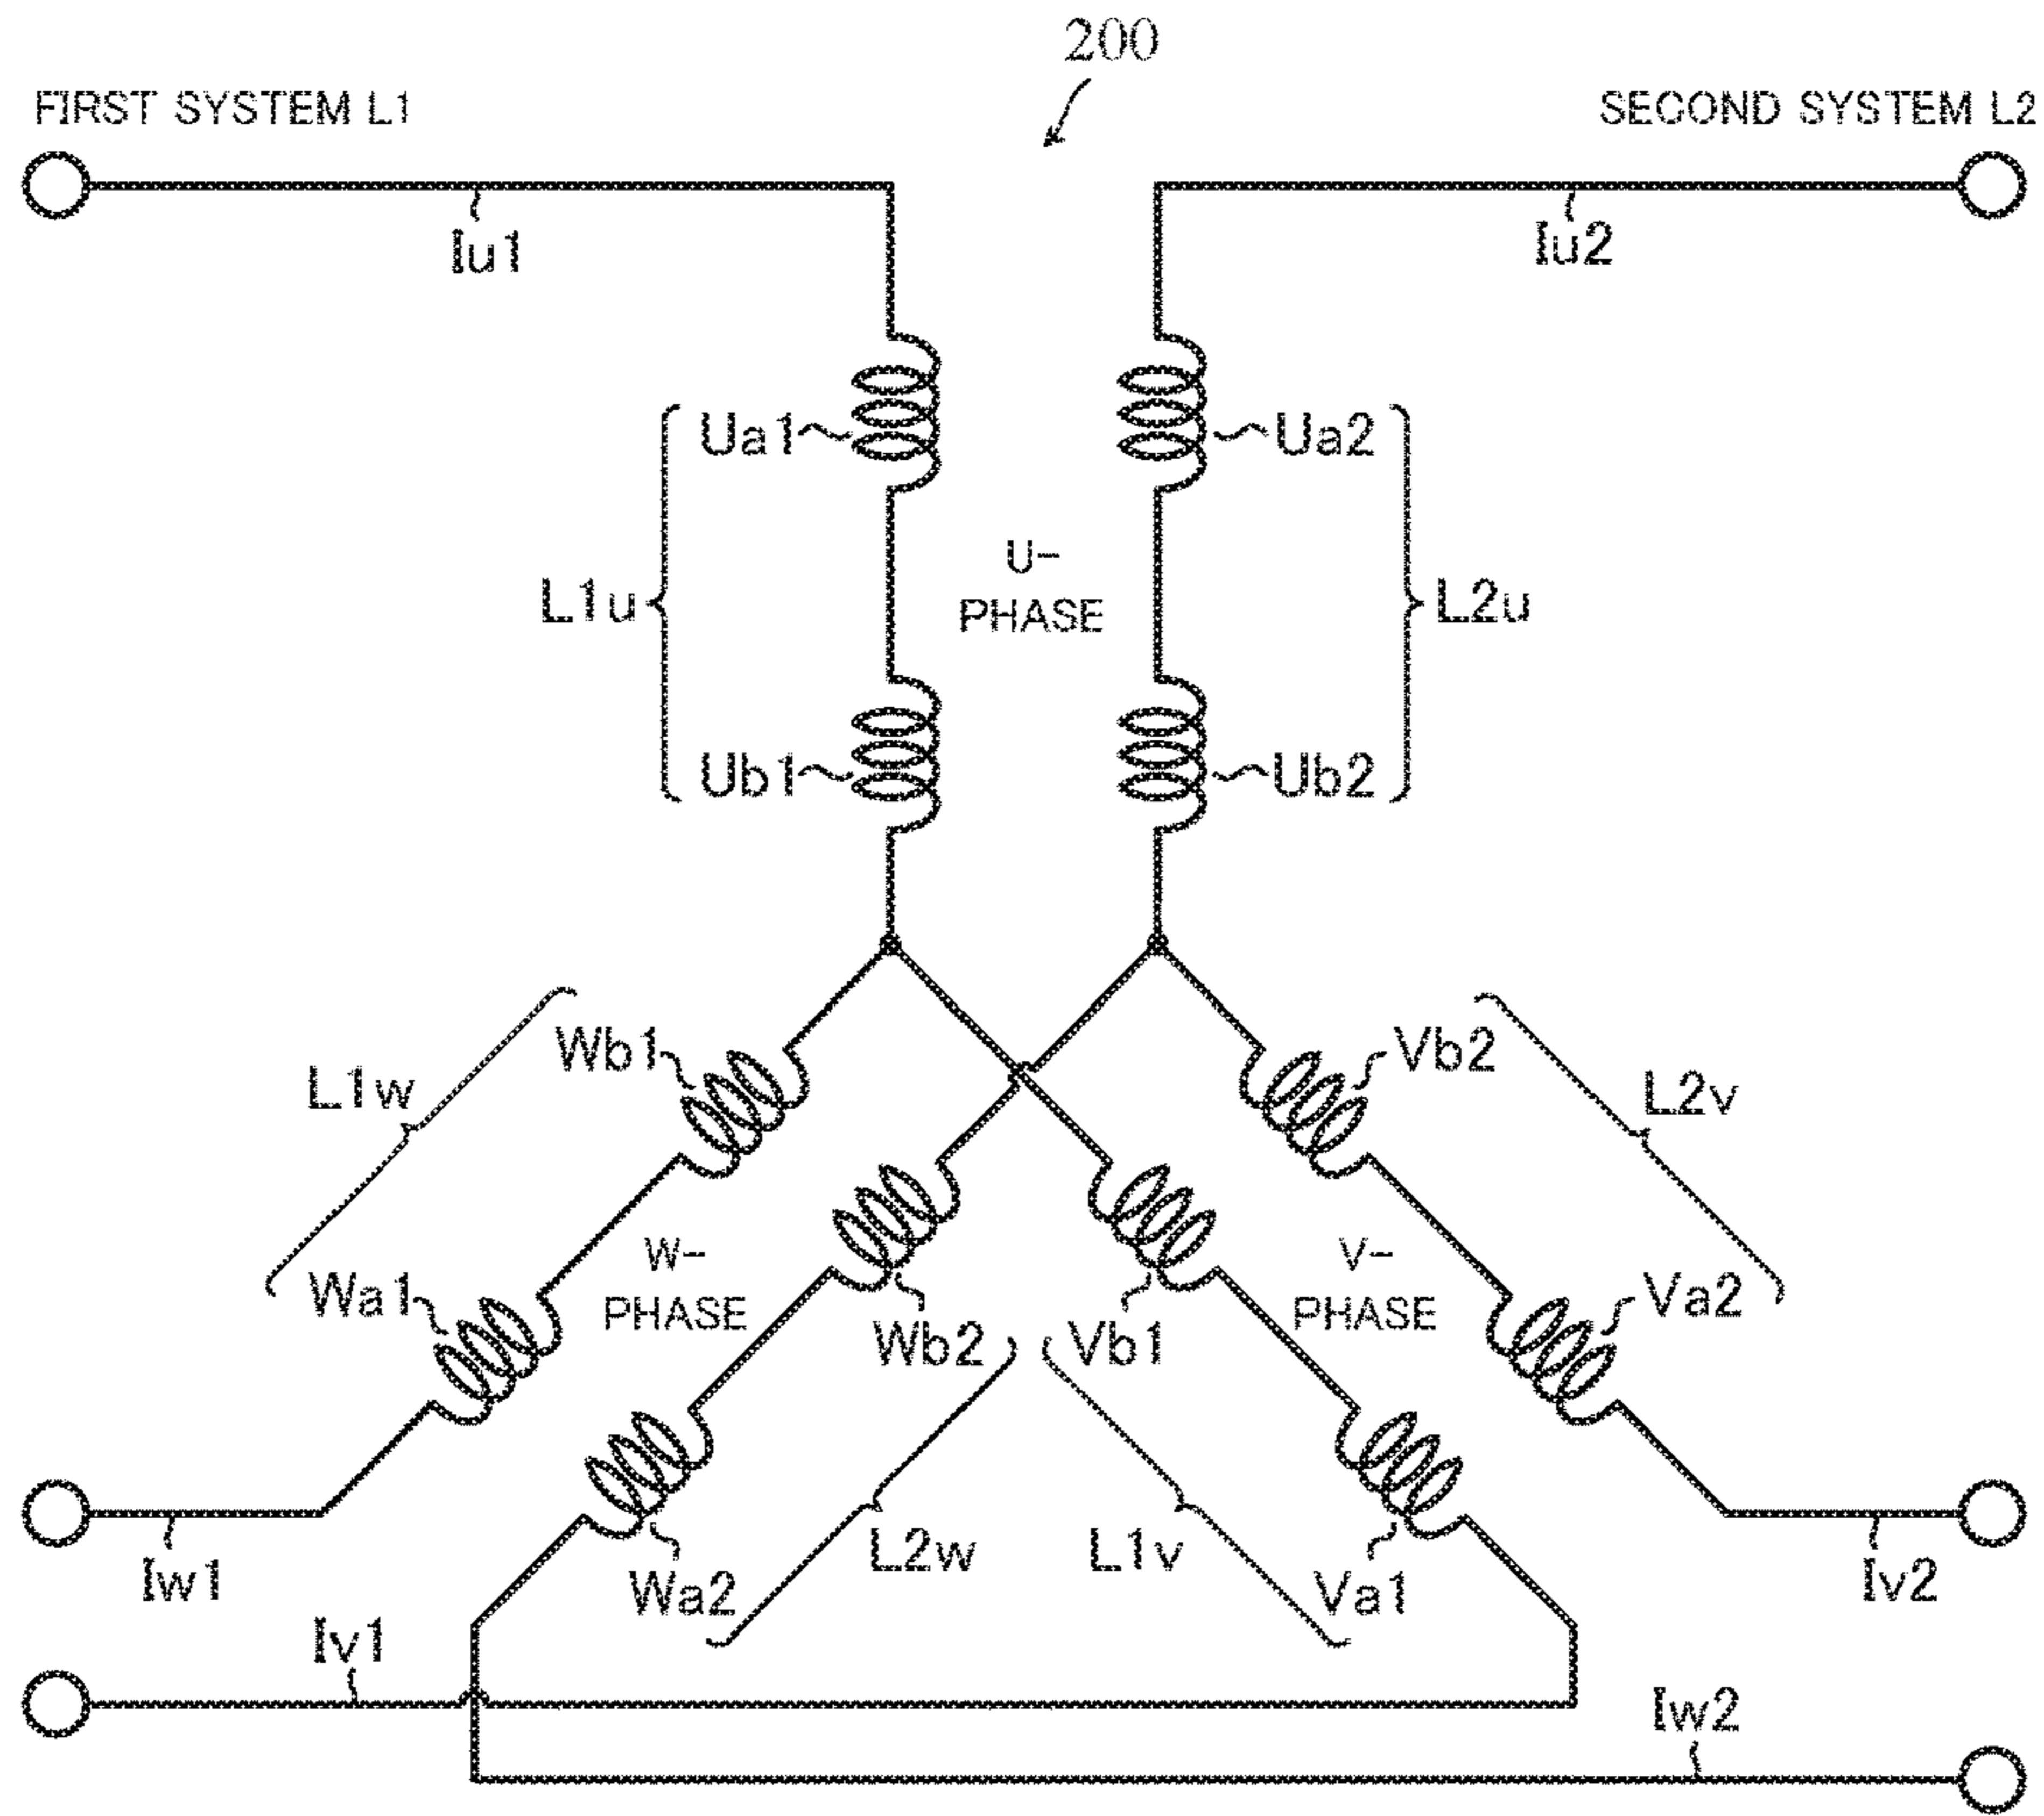 200
FIRST SYSTEM L1
SECOND SYSTEM L2
Iu1
Iu2
Ua1
Ua2
U-
PHASE
L1u
L2u
Ub1
Ub2
Wb1
Vb2
L1w
L2v
Wa1
W-
PHASE
V-
PHASE
Va2
Wb2
Vb1
L2w
L1v
Iw1
Wa2
Va1
Iv2
Iv1
Iw2